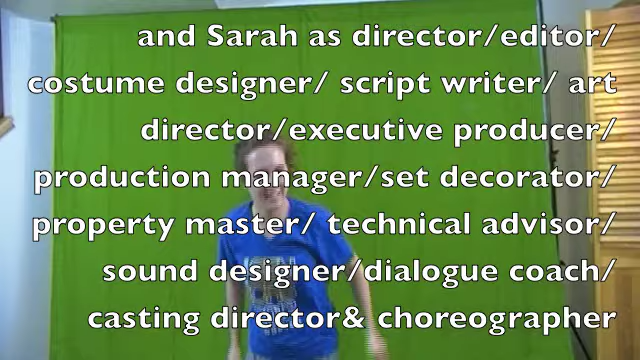 and Sarah as director/editor/
costume designer/ script writer/ art
director/executive producer/
production manager/set decorator/
property master/ technical advisor/
sound designer/dialogue coach/
casting director& choreographer